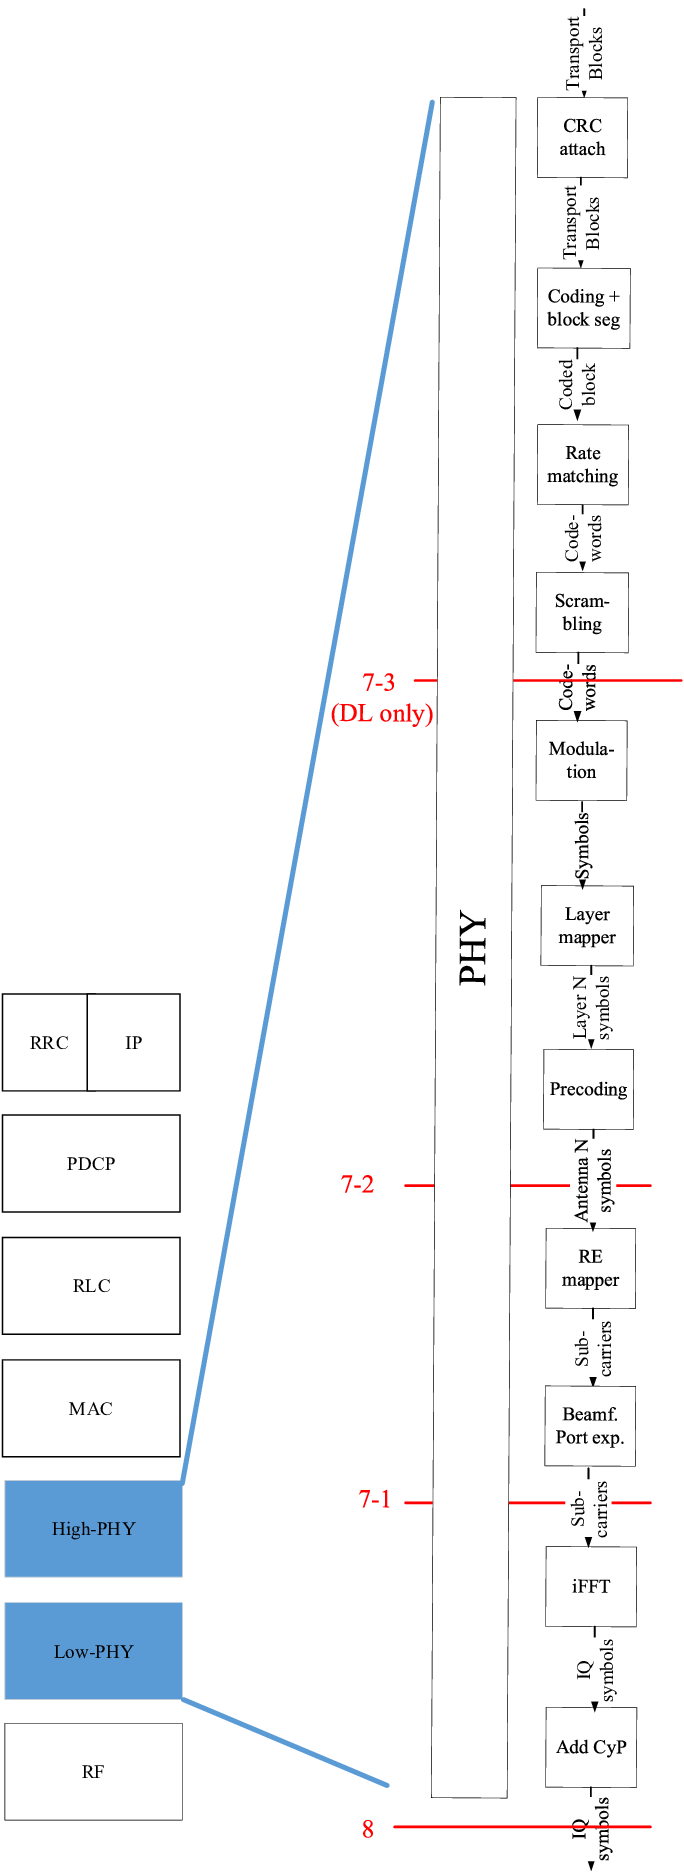 Transport
Blocks
CRC
attach
Transport
Blocks
Coding +
block seg
Coded
block
Rate
matching
Code-
words
Scram-
bling
7-3
(DL only)
Code-
words
Modula-
tion
Symbols
Layer
mapper
PHY
Layer N
symbols
Precoding
7-2
Antenna N
symbols
RE
mapper
Sub-
carriers
Beamf.
Port exp.
7-1
Sub-
carriers
iFFT
IQ
symbols
Add CyP
8
IQ
symbols
RRC
IP
PDCP
RLC
MAC
High-PHY
Low-PHY
RF